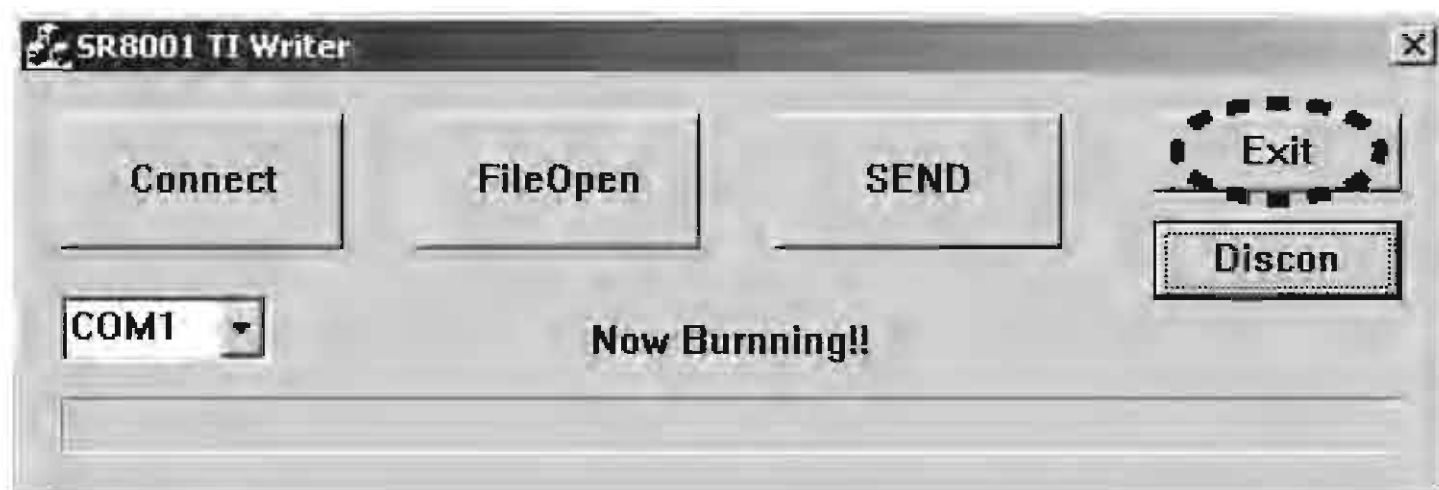 SR8001 TI Writer
Connect
FileOpen
SEND
Exit
Discon
COM1
Now Burnning!!